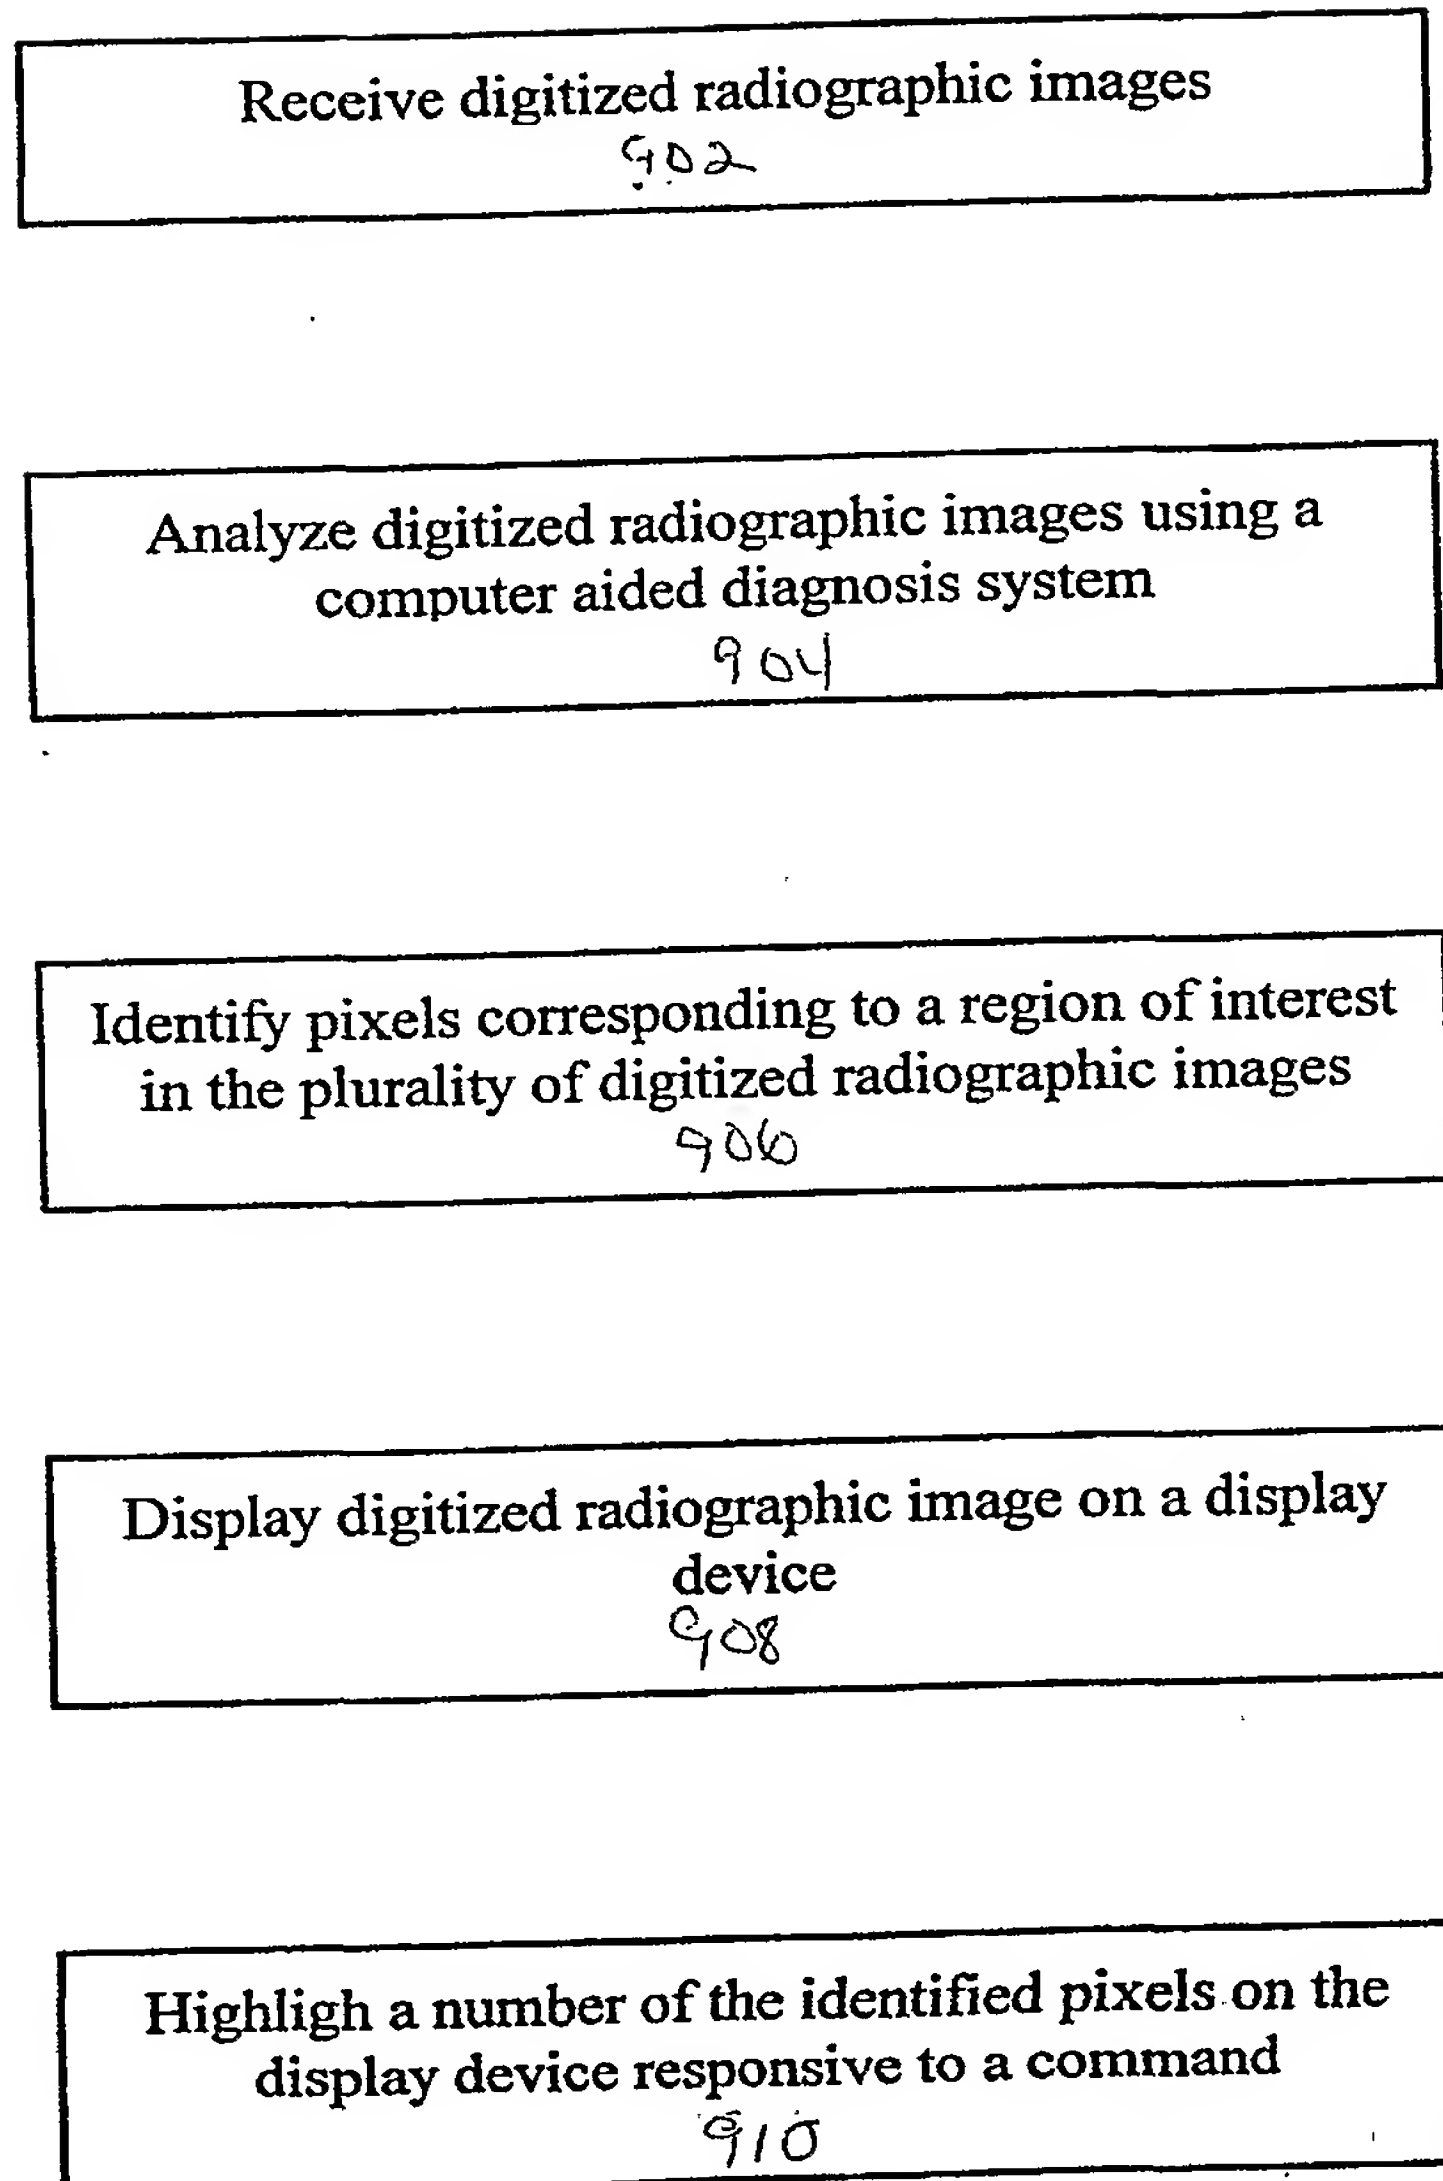 Receive digitized radiographic images
902
Analyze digitized radiographic images using a
computer aided diagnosis system
904
Identify pixels corresponding to a region of interest
in the plurality of digitized radiographic images
906
Display digitized radiographic image on a display
device
908
Highligh a number of the identified pixels on the
display device responsive to a command
910